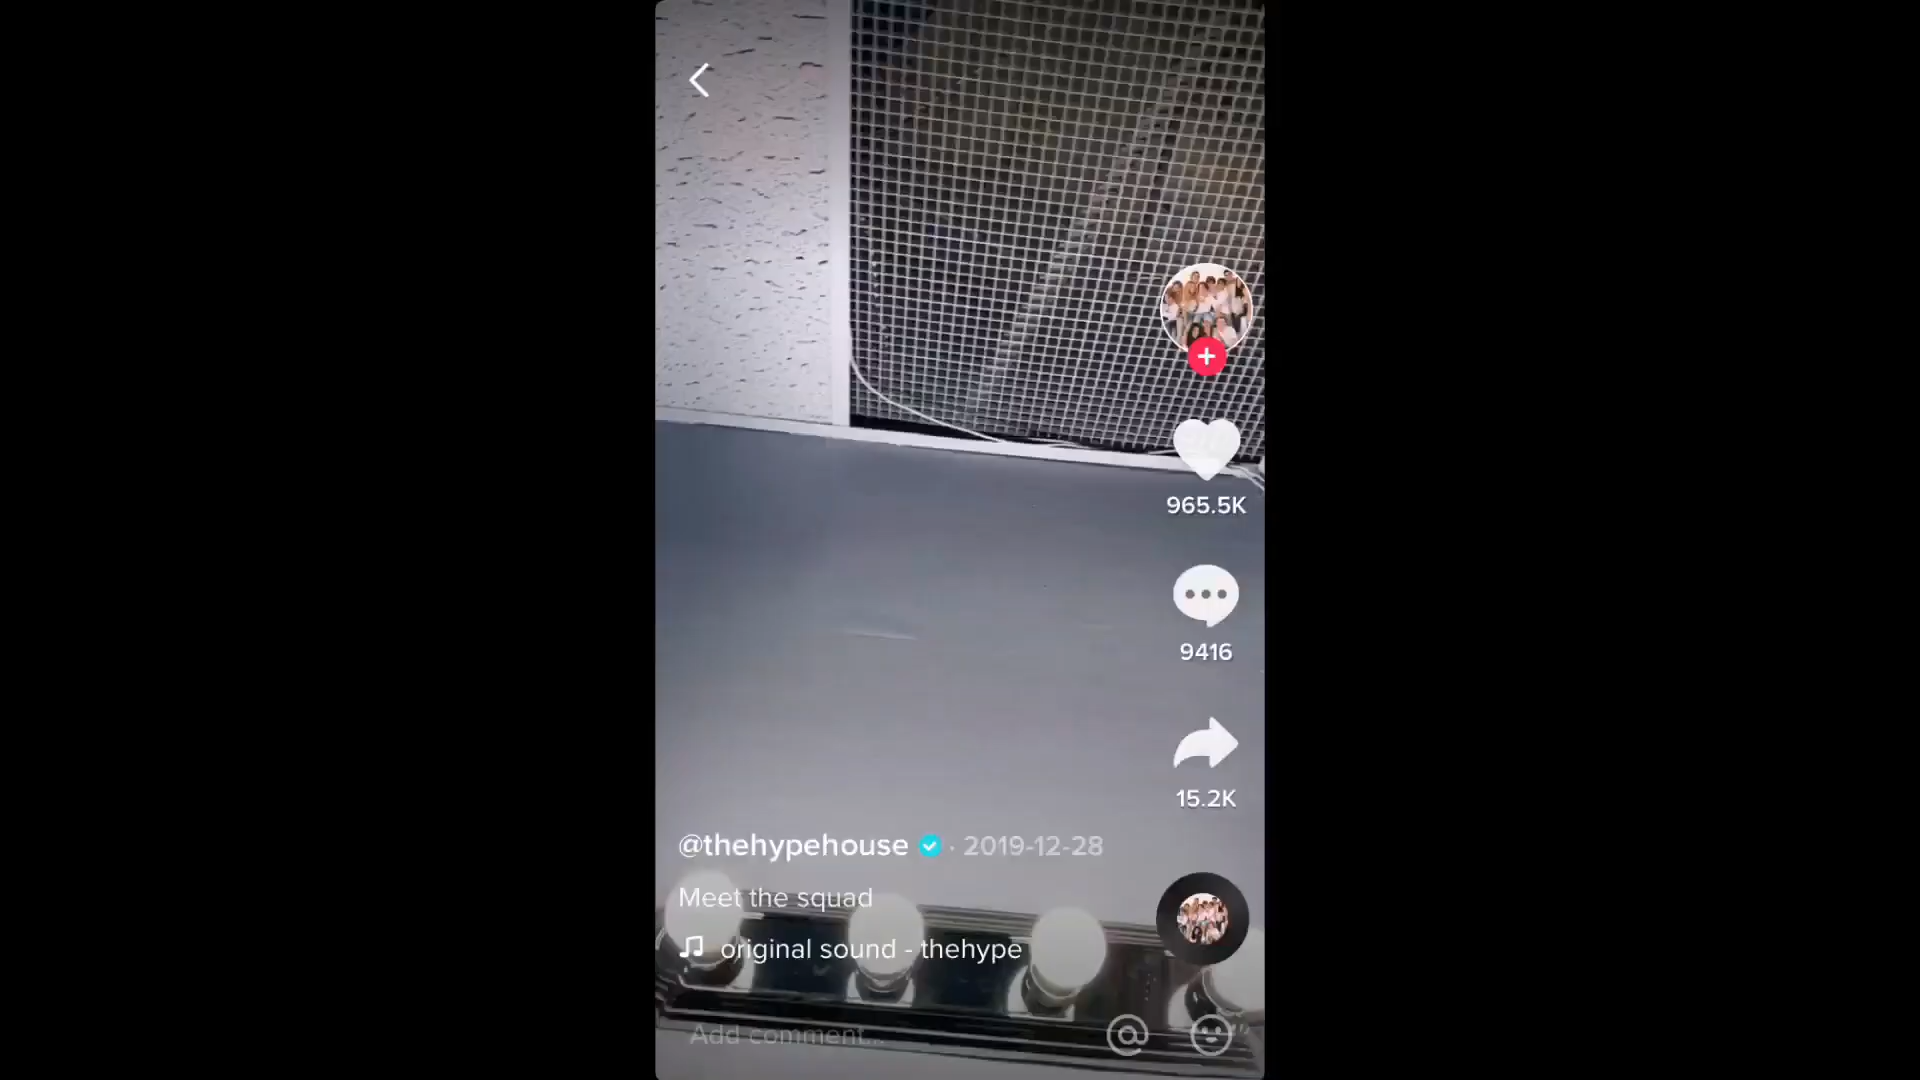 965.5K
9416
15.2K
@thehypehouse · 2019-12-28
Meet the squad
original sound - thehype
Add comment...